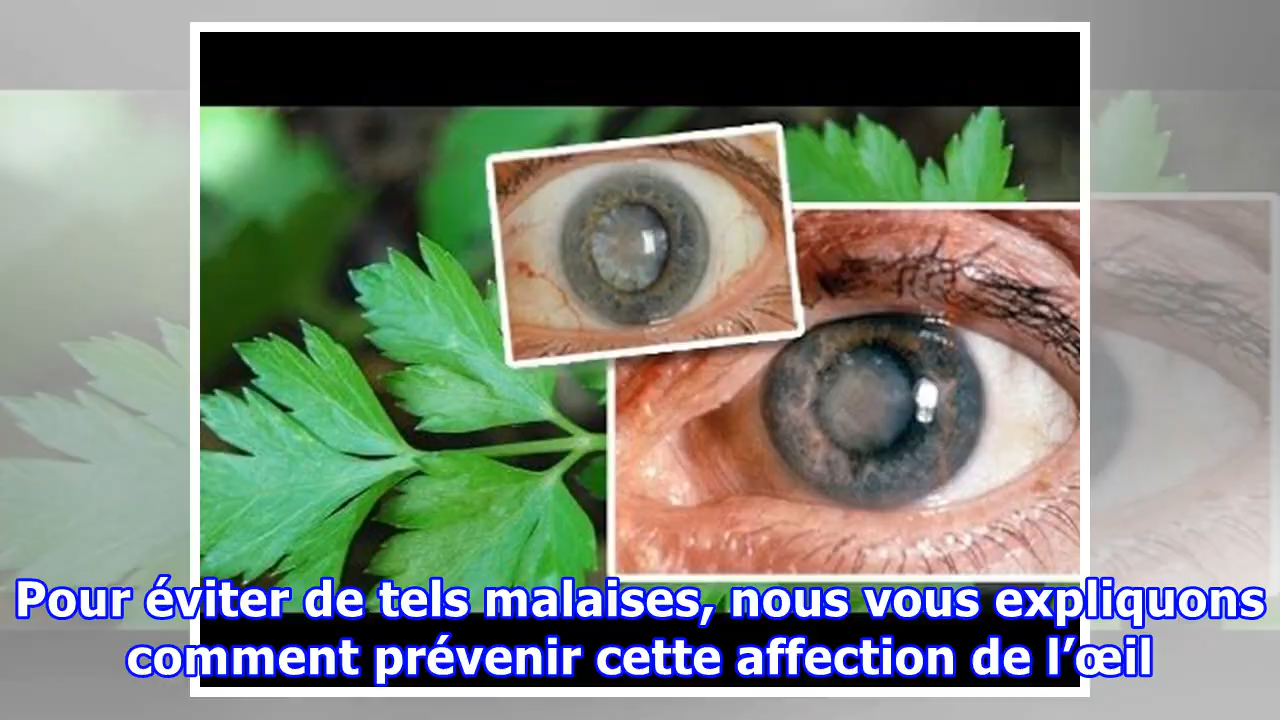 Pour éviter de tels malaises, nous vous expliquons
comment prévenir cette affection de l’œil